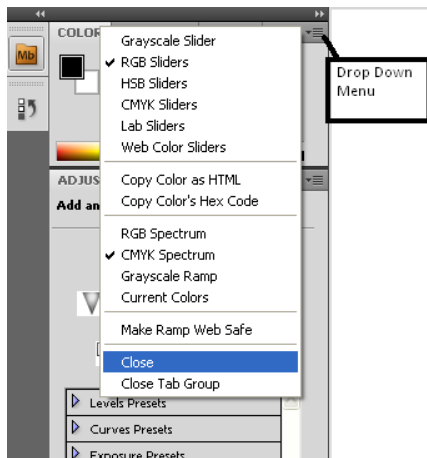 COLOR
Mb
Grayscale Slider
RGB Sliders
HSB Sliders
CMYK Sliders
Lab Sliders
Web Color Sliders
Copy Color as HTML
Copy Color's Hex Code
RGB Spectrum
CMYK Spectrum
Grayscale Ramp
Current Colors
Make Ramp Web Safe
Close
Close Tab Group
Drop Down
Menu
ADJUS
Add an
Levels Presets
Curves Presets
Exposure Presets